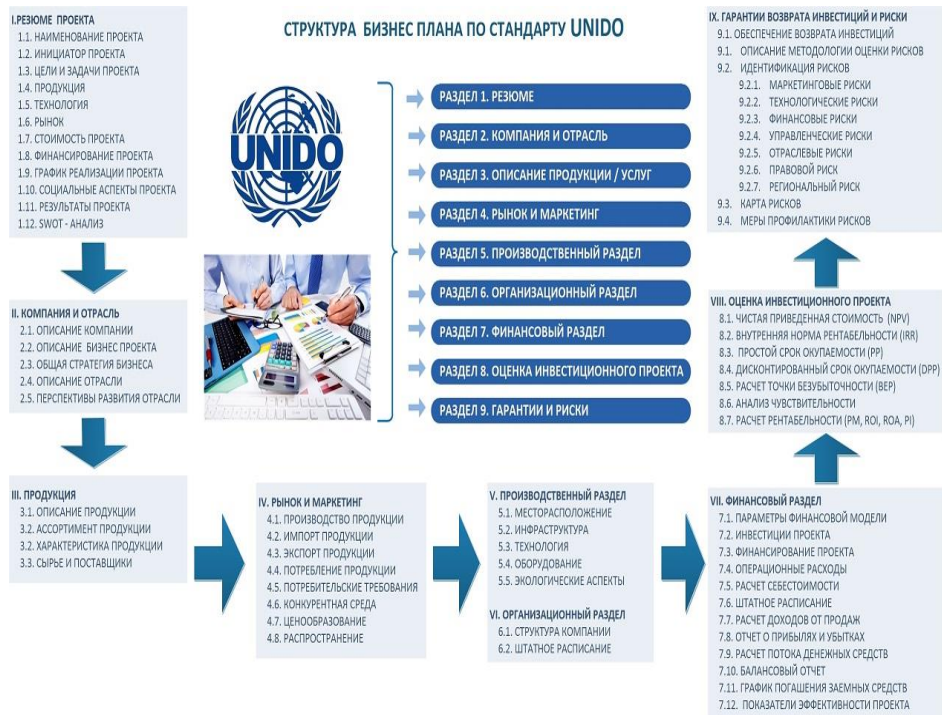 СТРУКТУРА БИЗНЕС ПЛАНА ПО СТАНДАРТУ UNIDO
I.РЕЗЮМЕ ПРОЕКТА
1.1. НАИМЕНОВАНИЕ ПРОЕКТА
1.2. ИНИЦИАТОР ПРОЕКТА
1.3. ЦЕЛИ И ЗАДАЧИ ПРОЕКТА
1.4. ПРОДУКЦИЯ
1.5. ТЕХНОЛОГИЯ
1.6. РЫНОК
1.7. СТОИМОСТЬ ПРОЕКТА
1.8. ФИНАНСИРОВАНИЕ ПРОЕКТА
1.9. ГРАФИК РЕАЛИЗАЦИИ ПРОЕКТА
1.10. СОЦИАЛЬНЫЕ АСПЕКТЫ ПРОЕКТА
1.11. РЕЗУЛЬТАТЫ ПРОЕКТА
1.12. SWOT - АНАЛИЗ
UNIDO
РАЗДЕЛ 1. РЕЗЮМЕ
РАЗДЕЛ 2. КОМПАНИЯ И ОТРАСЛЬ
РАЗДЕЛ 3. ОПИСАНИЕ ПРОДУКЦИИ / УСЛУГ
РАЗДЕЛ 4. РЫНОК И МАРКЕТИНГ
РАЗДЕЛ 5. ПРОИЗВОДСТВЕННЫЙ РАЗДЕЛ
РАЗДЕЛ 6. ОРГАНИЗАЦИОННЫЙ РАЗДЕЛ
РАЗДЕЛ 7. ФИНАНСОВЫЙ РАЗДЕЛ
РАЗДЕЛ 8. ОЦЕНКА ИНВЕСТИЦИОННОГО ПРОЕКТА
РАЗДЕЛ 9. ГАРАНТИИ И РИСКИ
II. КОМПАНИЯ И ОТРАСЛЬ
2.1. ОПИСАНИЕ КОМПАНИИ
2.2. ОПИСАНИЕ БИЗНЕС ПРОЕКТА
2.3. ОБЩАЯ СТРАТЕГИЯ БИЗНЕСА
2.4. ОПИСАНИЕ ОТРАСЛИ
2.5. ПЕРСПЕКТИВЫ РАЗВИТИЯ ОТРАСЛИ
III. ПРОДУКЦИЯ
3.1. ОПИСАНИЕ ПРОДУКЦИИ
3.2. АССОРТИМЕНТ ПРОДУКЦИИ
3.2. ХАРАКТЕРИСТИКА ПРОДУКЦИИ
3.3. СЫРЬЕ И ПОСТАВЩИКИ
IV. РЫНОК И МАРКЕТИНГ
4.1. ПРОИЗВОДСТВО ПРОДУКЦИИ
4.2. ИМПОРТ ПРОДУКЦИИ
4.3. ЭКСПОРТ ПРОДУКЦИИ
4.4. ПОТРЕБЛЕНИЕ ПРОДУКЦИИ
4.5. ПОТРЕБИТЕЛЬСКИЕ ТРЕБОВАНИЯ
4.6. КОНКУРЕНТНАЯ СРЕДА
4.7. ЦЕНООБРАЗОВАНИЕ
4.8. РАСПРОСТРАНЕНИЕ
V. ПРОИЗВОДСТВЕННЫЙ РАЗДЕЛ
5.1. МЕСТОРАСПОЛОЖЕНИЕ
5.2. ИНФРАСТРУКТУРА
5.3. ТЕХНОЛОГИЯ
5.4. ОБОРУДОВАНИЕ
5.5. ЭКОЛОГИЧЕСКИЕ АСПЕКТЫ
VI. ОРГАНИЗАЦИОННЫЙ РАЗДЕЛ
6.1. СТРУКТУРА КОМПАНИИ
6.2. ШТАТНОЕ РАСПИСАНИЕ
VII. ФИНАНСОВЫЙ РАЗДЕЛ
7.1. ПАРАМЕТРЫ ФИНАНСОВОЙ МОДЕЛИ
7.2. ИНВЕСТИЦИИ ПРОЕКТА
7.3. ФИНАНСИРОВАНИЕ ПРОЕКТА
7.4. ОПЕРАЦИОННЫЕ РАСХОДЫ
7.5. РАСЧЕТ СЕБЕСТОИМОСТИ
7.6. ШТАТНОЕ РАСПИСАНИЕ
7.7. РАСЧЕТ ДОХОДОВ ОТ ПРОДАЖ
7.8. ОТЧЕТ О ПРИБЫЛЯХ И УБЫТКАХ
7.9. РАСЧЕТ ПОТОКА ДЕНЕЖНЫХ СРЕДСТВ
7.10. БАЛАНСОВЫЙ ОТЧЕТ
7.11. ГРАФИК ПОГАШЕНИЯ ЗАЕМНЫХ СРЕДСТВ
7.12. ПОКАЗАТЕЛИ ЭФФЕКТИВНОСТИ ПРОЕКТА
VIII. ОЦЕНКА ИНВЕСТИЦИОННОГО ПРОЕКТА
8.1. ЧИСТАЯ ПРИВЕДЕННАЯ СТОИМОСТЬ (NPV)
8.2. ВНУТРЕННЯЯ НОРМА РЕНТАБЕЛЬНОСТИ (IRR)
8.3. ПРОСТОЙ СРОК ОКУПАЕМОСТИ (PP)
8.4. ДИСКОНТИРОВАННЫЙ СРОК ОКУПАЕМОСТИ (DPP)
8.5. РАСЧЕТ ТОЧКИ БЕЗУБЫТОЧНОСТИ (BEP)
8.6. АНАЛИЗ ЧУВСТВИТЕЛЬНОСТИ
8.7. РАСЧЕТ РЕНТАБЕЛЬНОСТИ (PM, ROI, ROA, PI)
IX. ГАРАНТИИ ВОЗВРАТА ИНВЕСТИЦИЙ И РИСКИ
9.1. ОБЕСПЕЧЕНИЕ ВОЗВРАТА ИНВЕСТИЦИЙ
9.1. ОПИСАНИЕ МЕТОДОЛОГИИ ОЦЕНКИ РИСКОВ
9.2. ИДЕНТИФИКАЦИЯ РИСКОВ
9.2.1. МАРКЕТИНГОВЫЕ РИСКИ
9.2.2. ТЕХНОЛОГИЧЕСКИЕ РИСКИ
9.2.3. ФИНАНСОВЫЕ РИСКИ
9.2.4. УПРАВЛЕНЧЕСКИЕ РИСКИ
9.2.5. ОТРАСЛЕВЫЕ РИСКИ
9.2.6. ПРАВОВОЙ РИСК
9.2.7. РЕГИОНАЛЬНЫЙ РИСК
9.3. КАРТА РИСКОВ
9.4. МЕРЫ ПРОФИЛАКТИКИ РИСКОВ